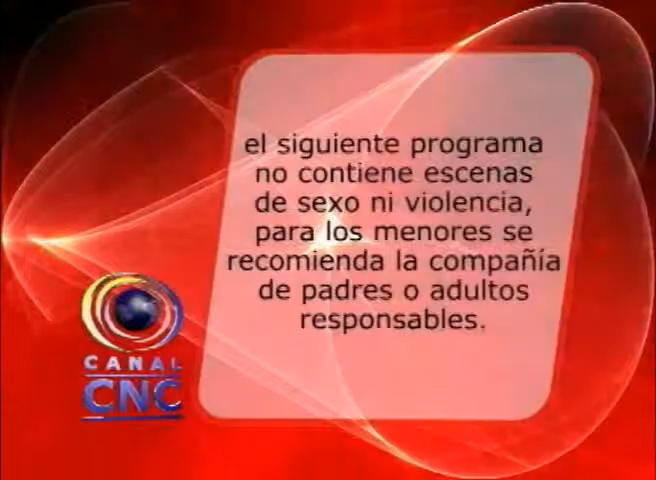 el siguiente programa
no contiene escenas
de sexo ni violencia,
para los menores se
recomienda la compañía
de padres o adultos
responsables.
CANAL
CNC